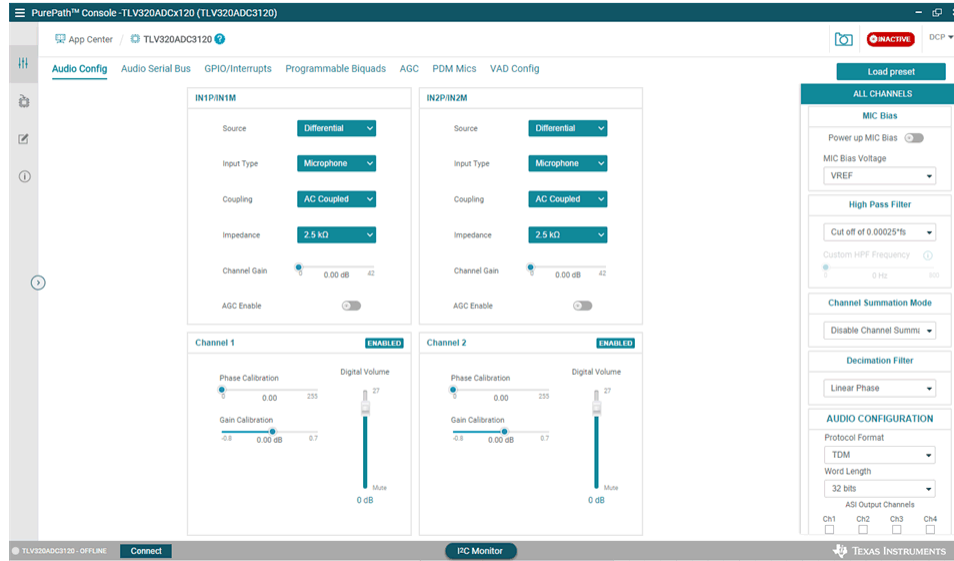 PurePath™ Console -TLV320ADCx120 (TLV320ADC3120)
App Center / TLV320ADC3120 ?
INACTIVE
DCP
Audio Config Audio Serial Bus GPIO/Interrupts Programmable Biquads AGC PDM Mics VAD Config
Load preset
IN1P/IN1M
Source Differential
Input Type Microphone
Coupling AC Coupled
Impedance 2.5 kΩ
Channel Gain
0 0.00 dB 42
AGC Enable
IN2P/IN2M
Source Differential
Input Type Microphone
Coupling AC Coupled
Impedance 2.5 kΩ
Channel Gain
0 0.00 dB 42
AGC Enable
Channel 1 ENABLED
Phase Calibration
0 0.00 255
Gain Calibration
-0.8 0.00 dB 0.7
Digital Volume
27
Mute
0 dB
Channel 2 ENABLED
Phase Calibration
0 0.00 255
Gain Calibration
-0.8 0.00 dB 0.7
Digital Volume
27
Mute
0 dB
ALL CHANNELS
MIC Bias
Power up MIC Bias
MIC Bias Voltage
VREF
High Pass Filter
Cut off of 0.00025*fs
Custom HPF Frequency
0 0 Hz
Channel Summation Mode
Disable Channel Summa
Decimation Filter
Linear Phase
AUDIO CONFIGURATION
Protocol Format
TDM
Word Length
32 bits
ASI Output Channels
Ch1 Ch2 Ch3 Ch4
TLV320ADC3120 - OFFLINE
Connect
I²C Monitor
TEXAS INSTRUMENTS